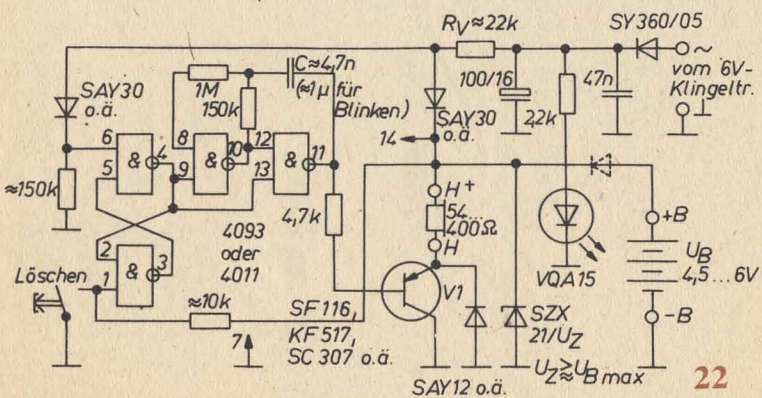 R_V ≈ 22k
SY360/05
~
vom 6V-
Klingeltr.
100/16
47n
2,2k
C ≈ 4,7n
(≈ 1µ für
Blinken)
1M
150k
SAY30
o.ä.
SAY30
o.ä.
14
6
5
&
4
8
9
&
10
12
13
&
11
≈150k
2
1
&
3
4093
oder
4011
4,7k
H+
54...
400Ω
H
V1
VQA15
+B
U_B
4,5...6V
-B
Löschen
≈10k
7
SF116,
KF517,
SC307 o.ä.
SZX
21/U_Z
SAY12 o.ä.
U_Z ≳ U_B max
22